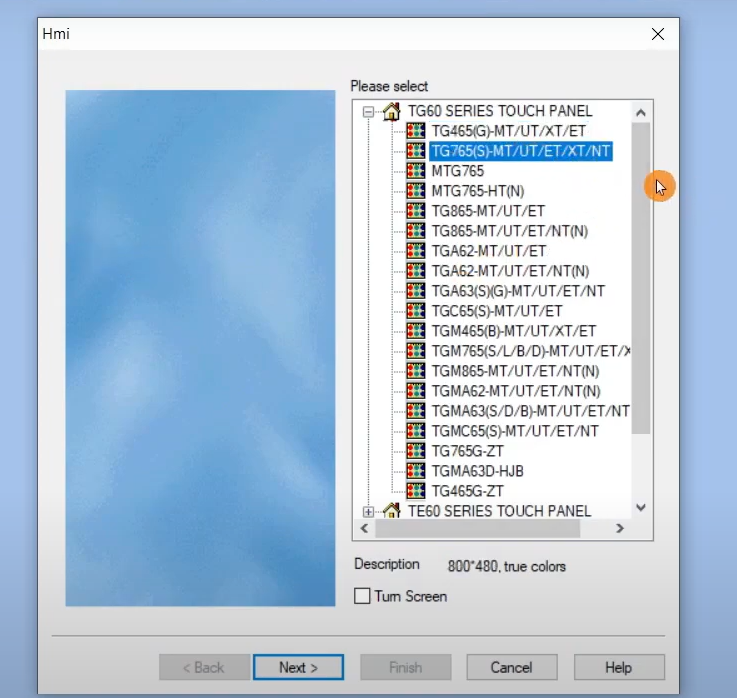 Hmi
Please select
TG60 SERIES TOUCH PANEL
TG465(G)-MT/UT/XT/ET
TG765(S)-MT/UT/ET/XT/NT
MTG765
MTG765-HT(N)
TG865-MT/UT/ET
TG865-MT/UT/ET/NT(N)
TGA62-MT/UT/ET
TGA62-MT/UT/ET/NT(N)
TGA63(S)(G)-MT/UT/ET/NT
TGC65(S)-MT/UT/ET
TGM465(B)-MT/UT/XT/ET
TGM765(S/L/B/D)-MT/UT/ET/X
TGM865-MT/UT/ET/NT(N)
TGMA62-MT/UT/ET/NT(N)
TGMA63(S/D/B)-MT/UT/ET/NT
TGMC65(S)-MT/UT/ET/NT
TG765G-ZT
TGMA63D-HJB
TG465G-ZT
TE60 SERIES TOUCH PANEL
Description 800*480, true colors
Turn Screen
< Back Next > Finish Cancel Help